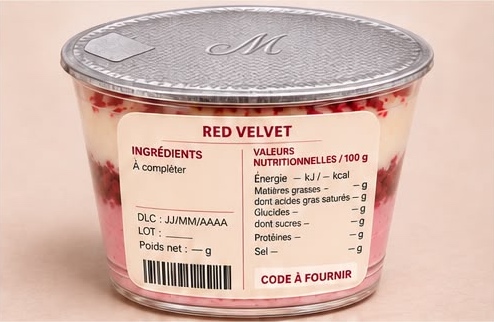 M
RED VELVET
INGRÉDIENTS
À compléter
DLC : JJ/MM/AAAA
LOT : _____
Poids net : — g
VALEURS
NUTRITIONNELLES / 100 g
Énergie — kJ / — kcal
Matières grasses - — g
dont acides gras saturés – — g
Glucides – — g
dont sucres – — g
Protéines – — g
Sel – — g
CODE À FOURNIR